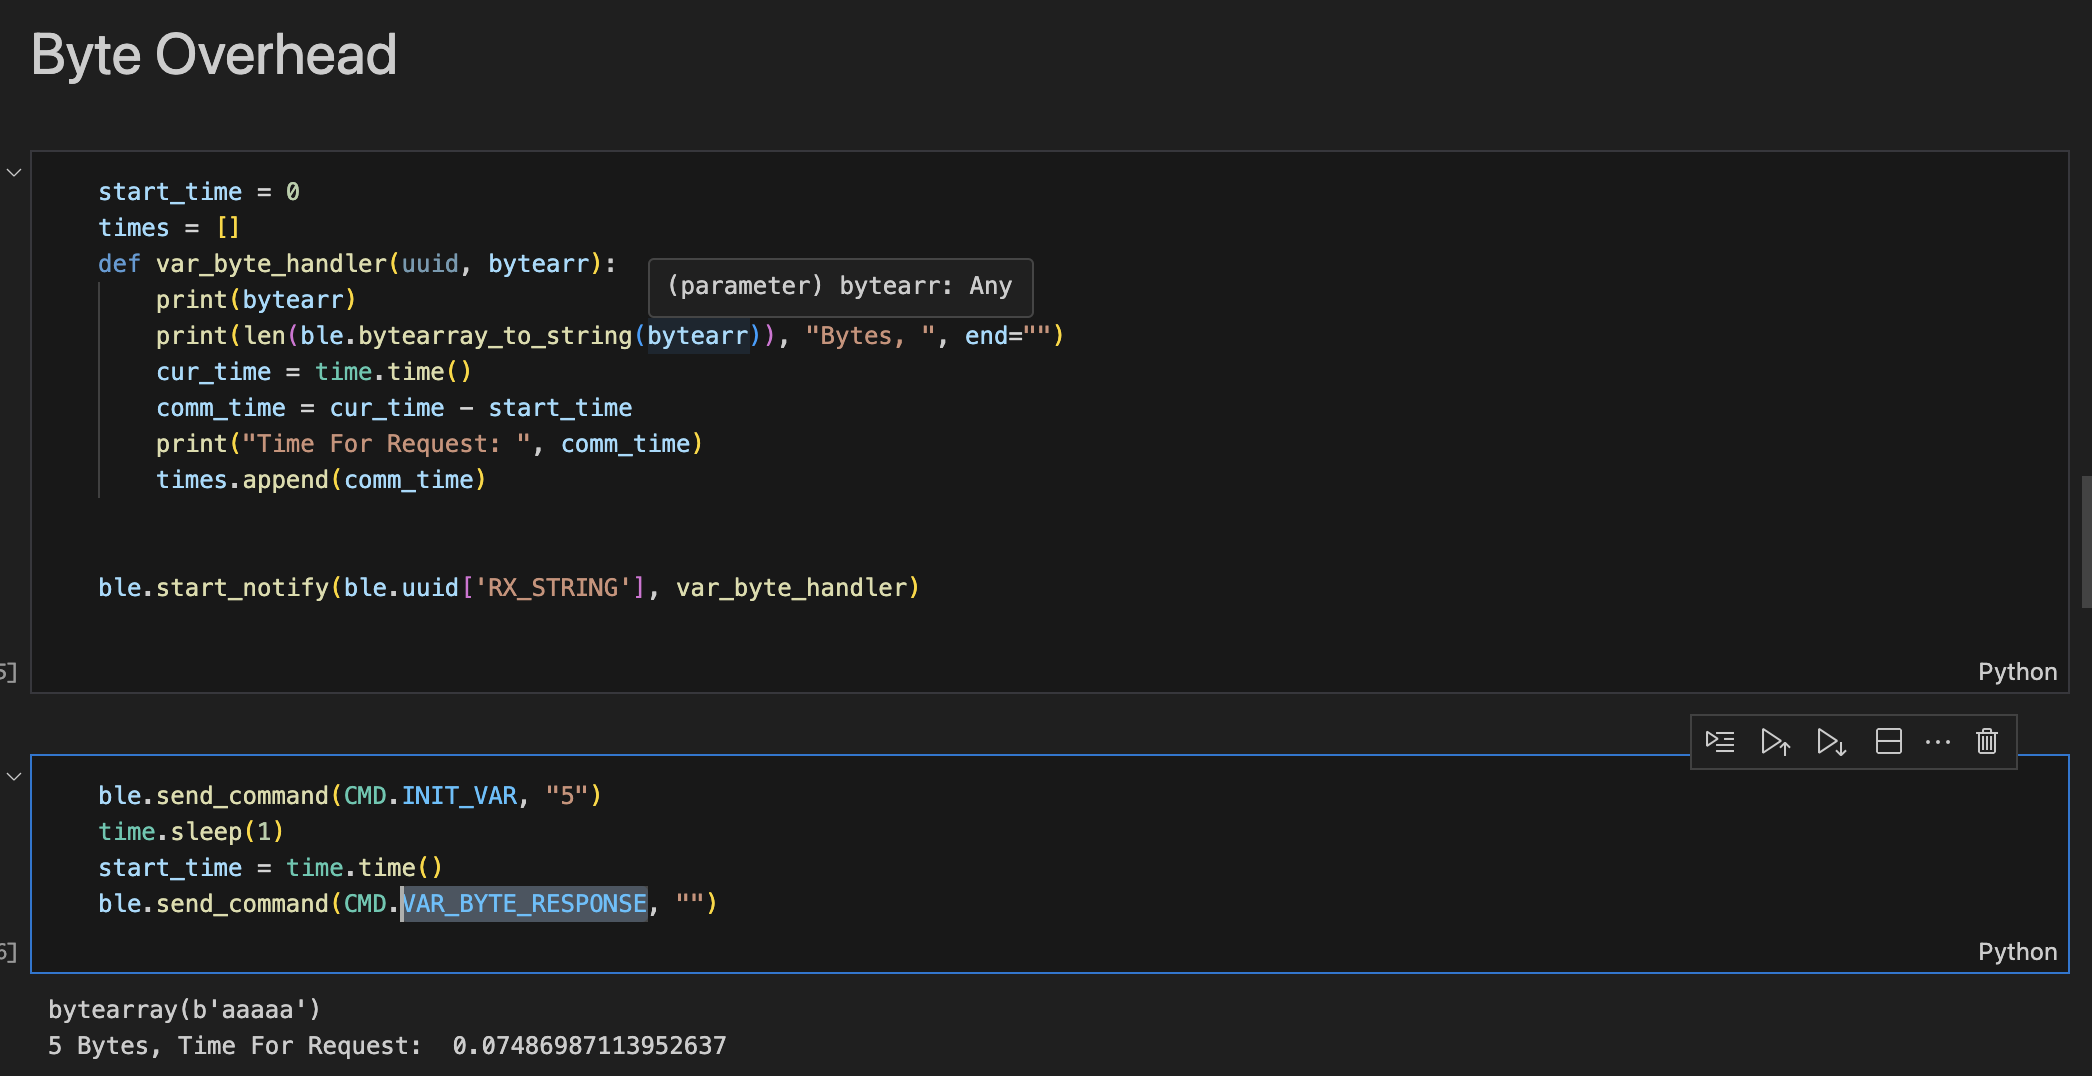 Byte Overhead
start_time = 0
times = []
def var_byte_handler(uuid, bytearr):
(parameter) bytearr: Any
print(bytearr)
print(len(ble.bytearray_to_string(bytearr)), "Bytes, ", end="")
cur_time = time.time()
comm_time = cur_time - start_time
print("Time For Request: ", comm_time)
times.append(comm_time)
ble.start_notify(ble.uuid['RX_STRING'], var_byte_handler)
]
Python
ble.send_command(CMD.INIT_VAR, "5")
time.sleep(1)
start_time = time.time()
ble.send_command(CMD.VAR_BYTE_RESPONSE, "")
]
Python
bytearray(b'aaaaa')
5 Bytes, Time For Request:  0.07486987113952637